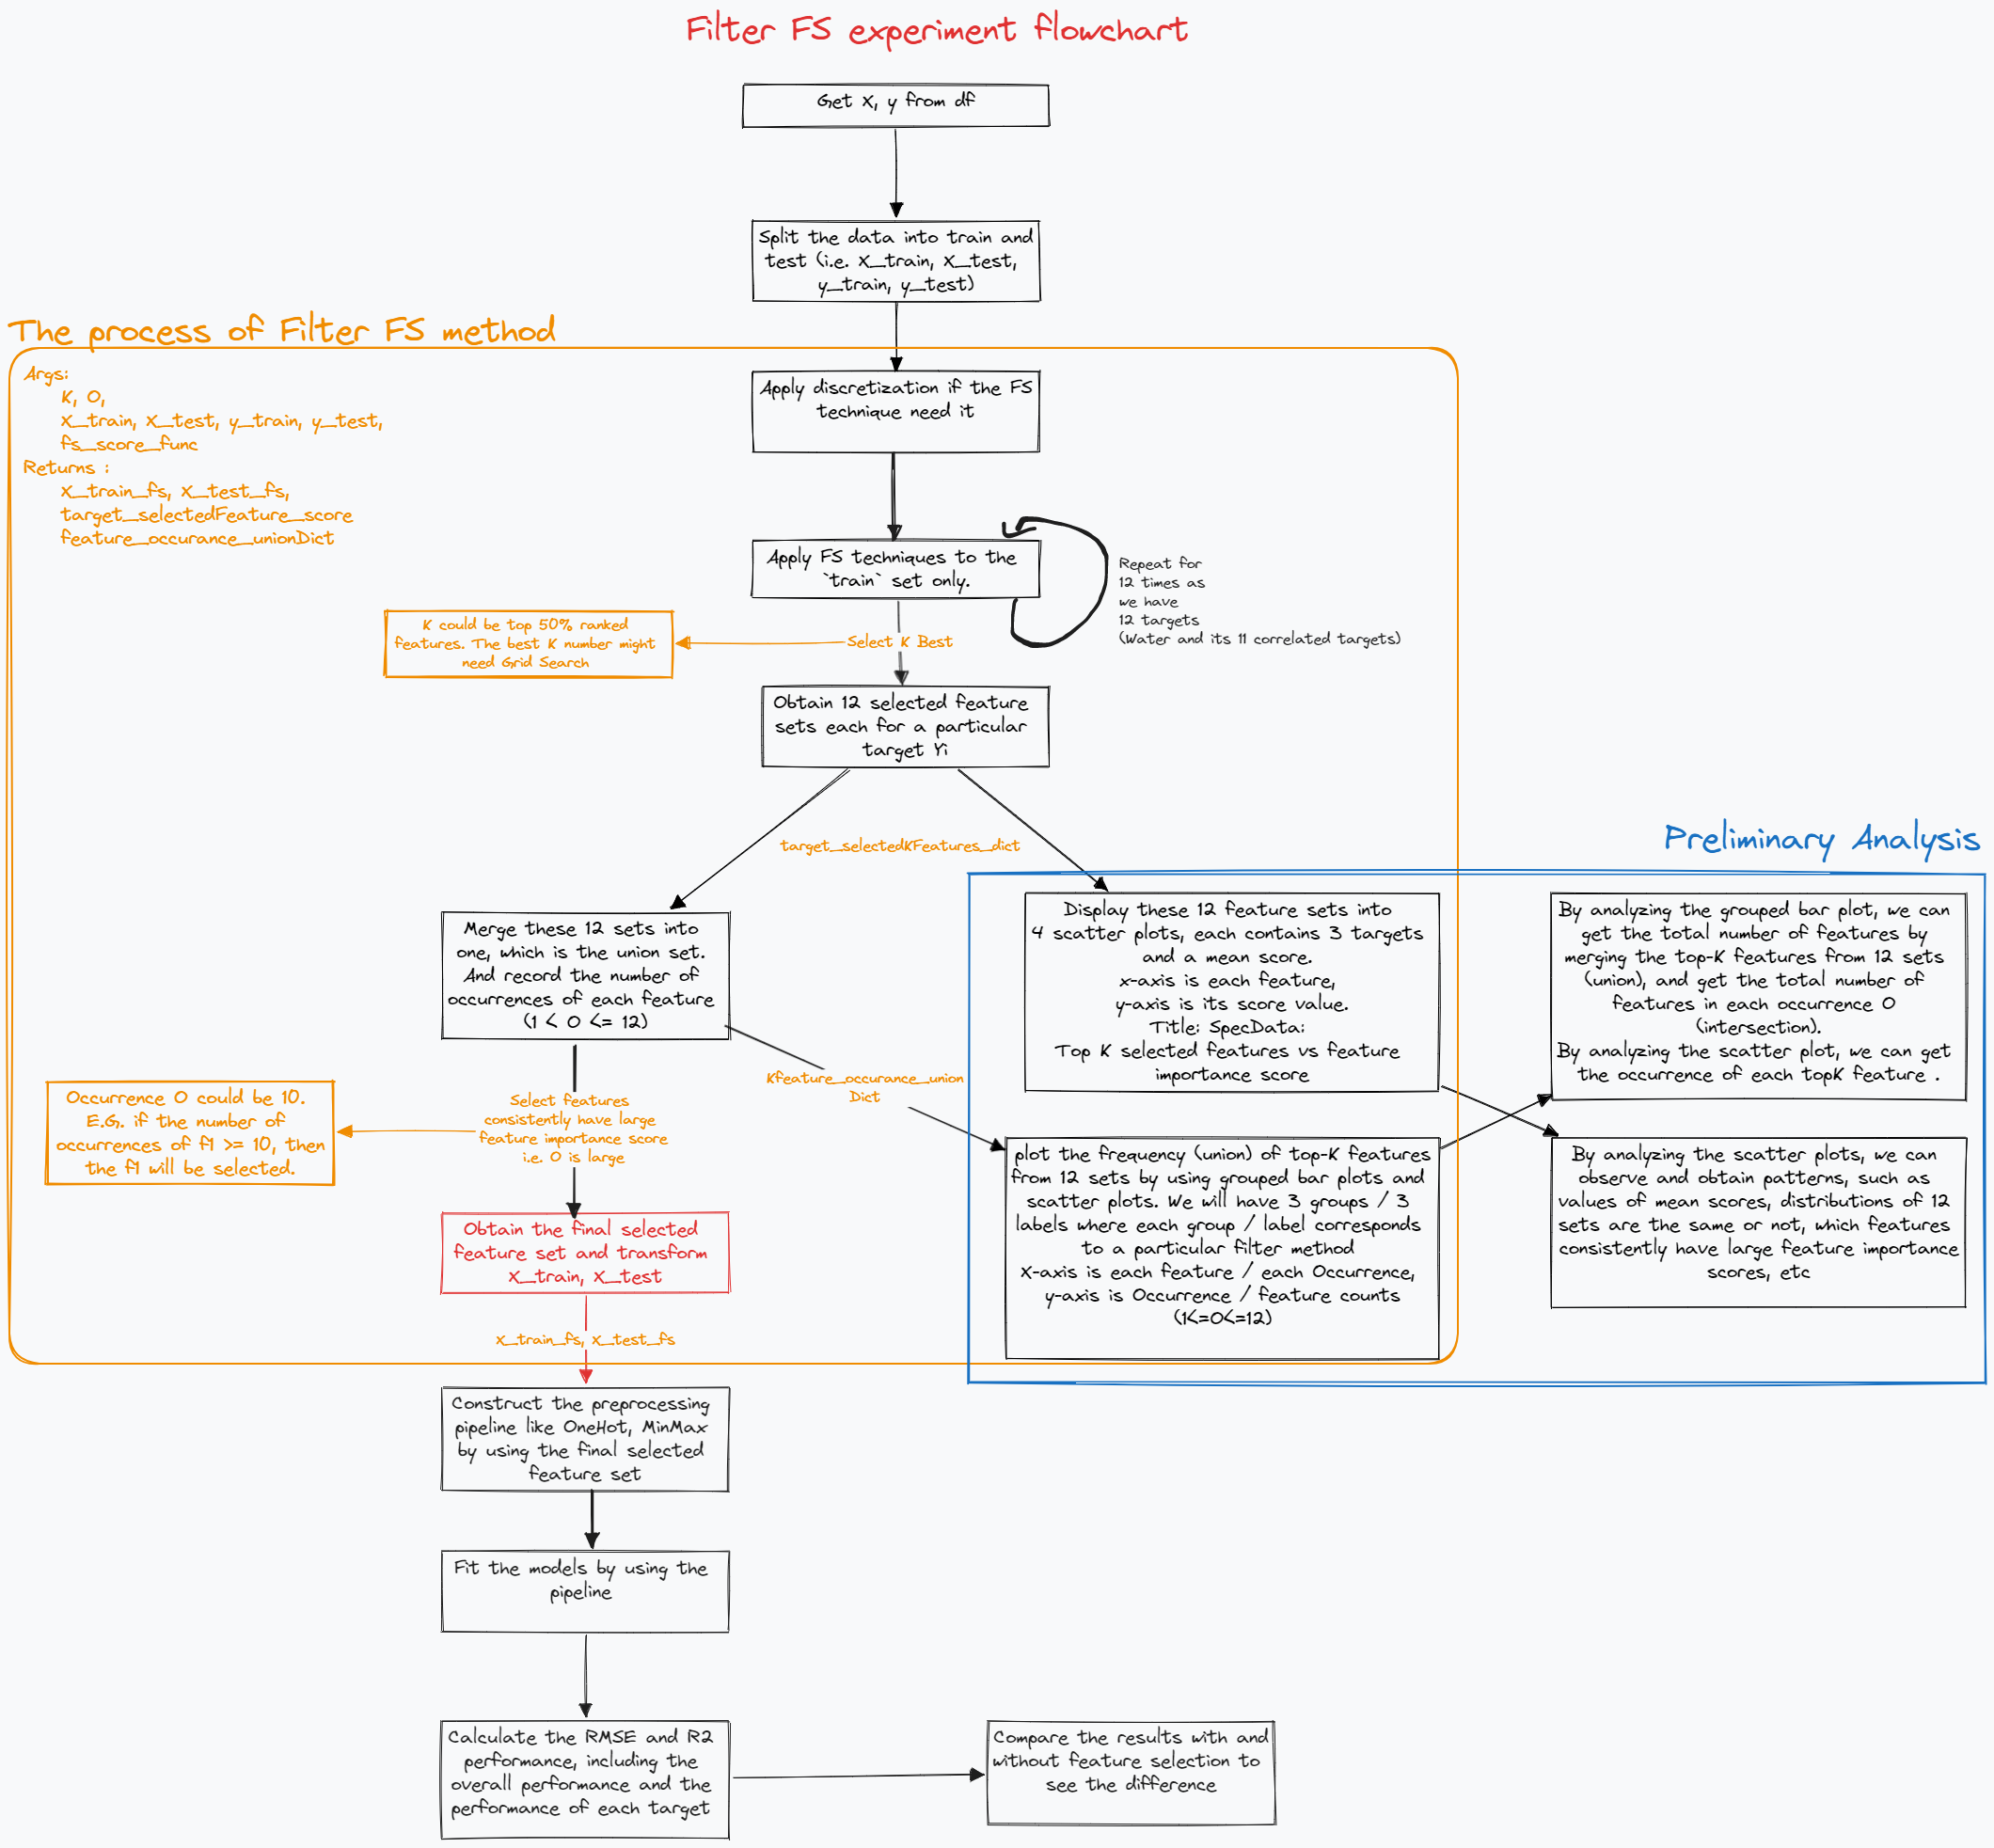 Filter FS experiment flowchart
Get X, y from df
Split the data into train and
test (i.e. X_train, X_test,
y_train, y_test)
The process of Filter FS method
Args:
K, O,
X_train, X_test, y_train, y_test,
fs_score_func
Returns :
X_train_fs, X_test_fs,
target_selectedFeature_score
feature_occurance_unionDict
Apply discretization if the FS
technique need it
Apply FS techniques to the
`train` set only.
Repeat for
12 times as
we have
12 targets
(Water and its 11 correlated targets)
K could be top 50% ranked
features. The best K number might
need Grid Search
Select K Best
Obtain 12 selected feature
sets each for a particular
target Yi
target_selectedKFeatures_dict
Preliminary Analysis
Merge these 12 sets into
one, which is the union set.
And record the number of
occurrences of each feature
(1 < O <= 12)
Display these 12 feature sets into
4 scatter plots, each contains 3 targets
and a mean score.
x-axis is each feature,
y-axis is its score value.
Title: SpecData:
Top K selected features vs feature
importance score
By analyzing the grouped bar plot, we can
get the total number of features by
merging the top-K features from 12 sets
(union), and get the total number of
features in each occurrence O
(intersection).
By analyzing the scatter plot, we can get
the occurrence of each topK feature .
Kfeature_occurance_union
Dict
Occurrence O could be 10.
E.G. if the number of
occurrences of f1 >= 10, then
the f1 will be selected.
Select features
consistently have large
feature importance score
i.e. O is large
plot the frequency (union) of top-K features
from 12 sets by using grouped bar plots and
scatter plots. We will have 3 groups / 3
labels where each group / label corresponds
to a particular filter method
X-axis is each feature / each Occurrence,
y-axis is Occurrence / feature counts
(1<=O<=12)
By analyzing the scatter plots, we can
observe and obtain patterns, such as
values of mean scores, distributions of 12
sets are the same or not, which features
consistently have large feature importance
scores, etc
Obtain the final selected
feature set and transform
X_train, X_test
X_train_fs, X_test_fs
Construct the preprocessing
pipeline like OneHot, MinMax
by using the final selected
feature set
Fit the models by using the
pipeline
Calculate the RMSE and R2
performance, including the
overall performance and the
performance of each target
Compare the results with and
without feature selection to
see the difference